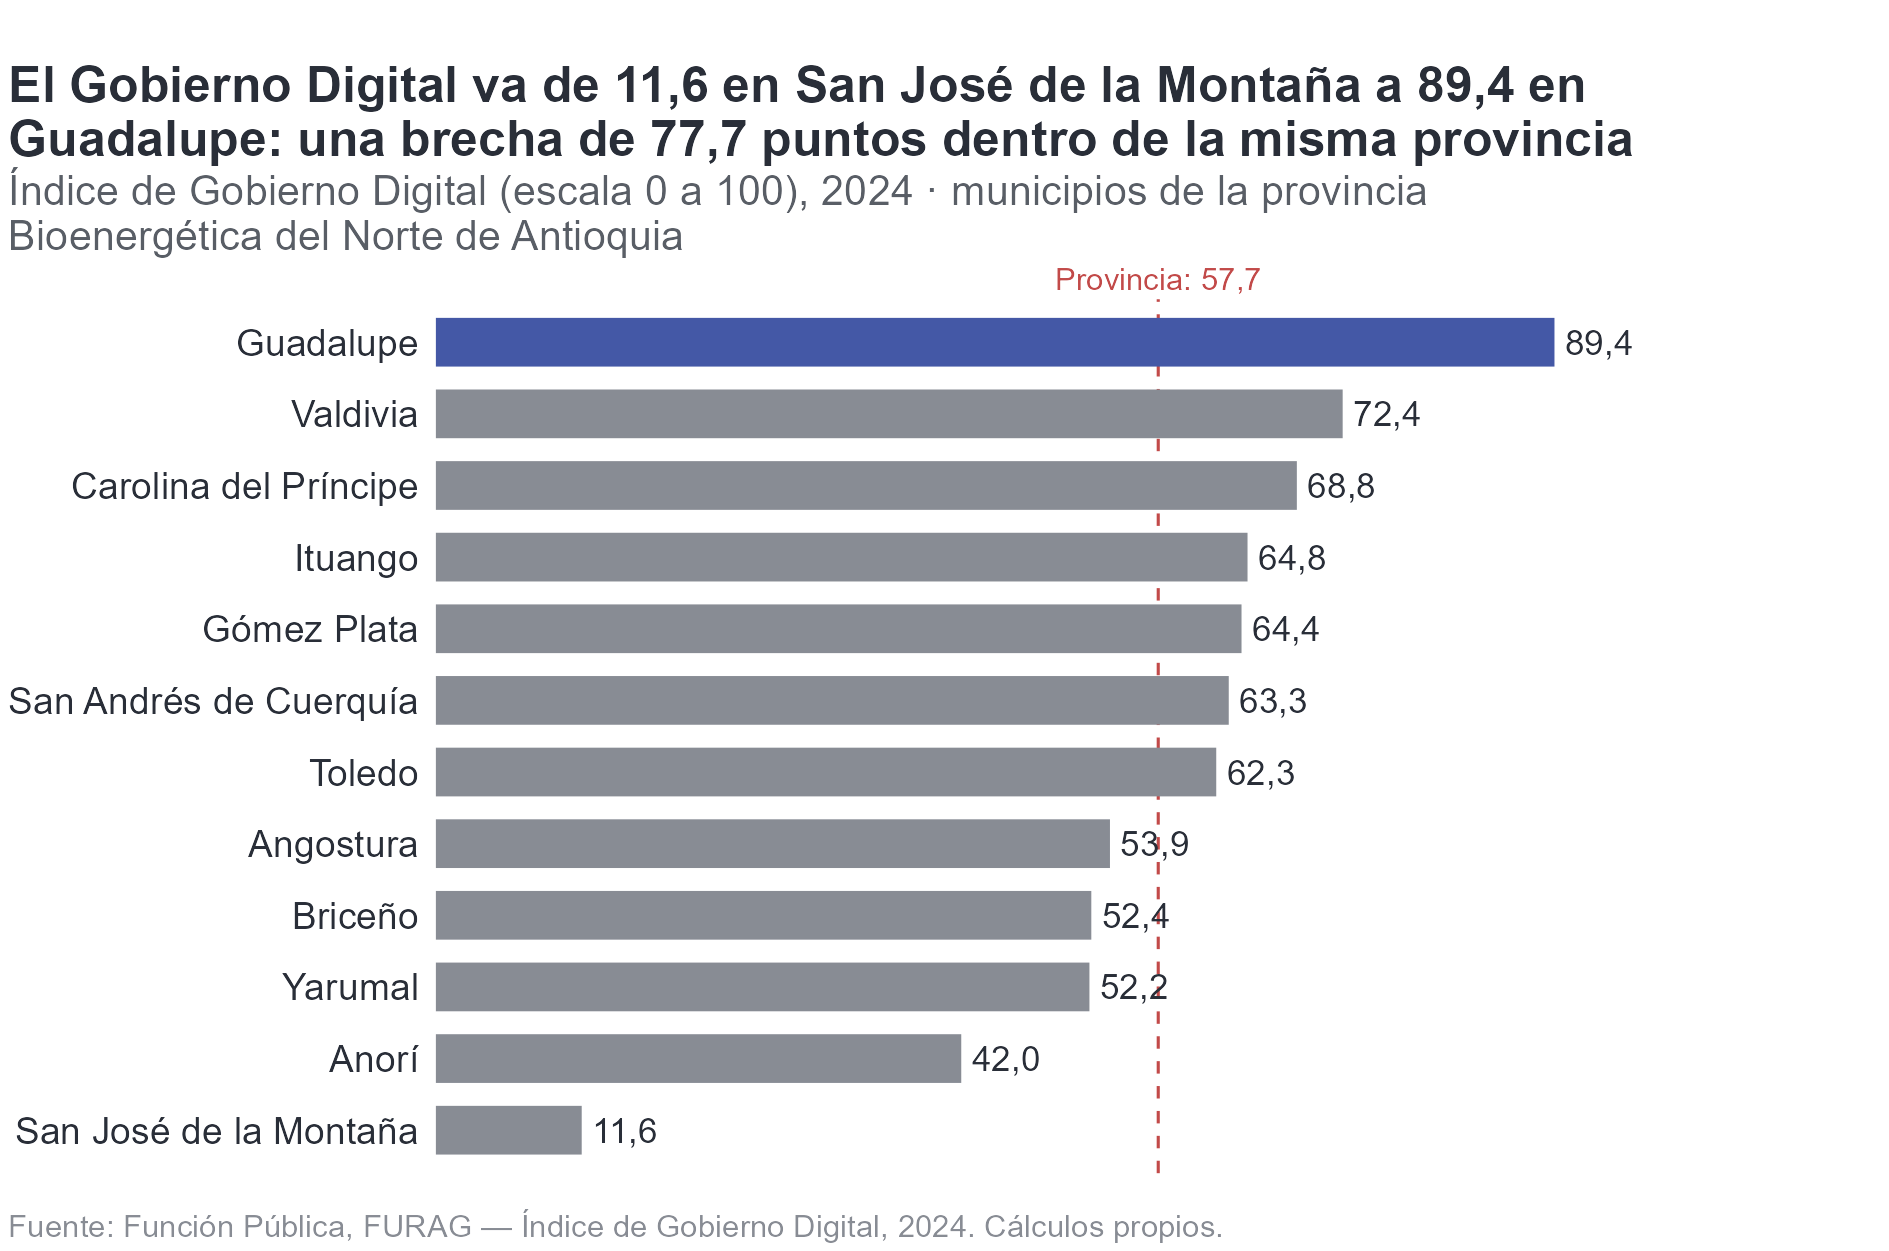 El Gobierno Digital va de 11,6 en San José de la Montaña a 89,4 en
Guadalupe: una brecha de 77,7 puntos dentro de la misma provincia
Índice de Gobierno Digital (escala 0 a 100), 2024 · municipios de la provincia
Bioenergética del Norte de Antioquia
Provincia: 57,7
Guadalupe 89,4
Valdivia 72,4
Carolina del Príncipe 68,8
Ituango 64,8
Gómez Plata 64,4
San Andrés de Cuerquía 63,3
Toledo 62,3
Angostura 53,9
Briceño 52,4
Yarumal 52,2
Anorí 42,0
San José de la Montaña 11,6
Fuente: Función Pública, FURAG — Índice de Gobierno Digital, 2024. Cálculos propios.